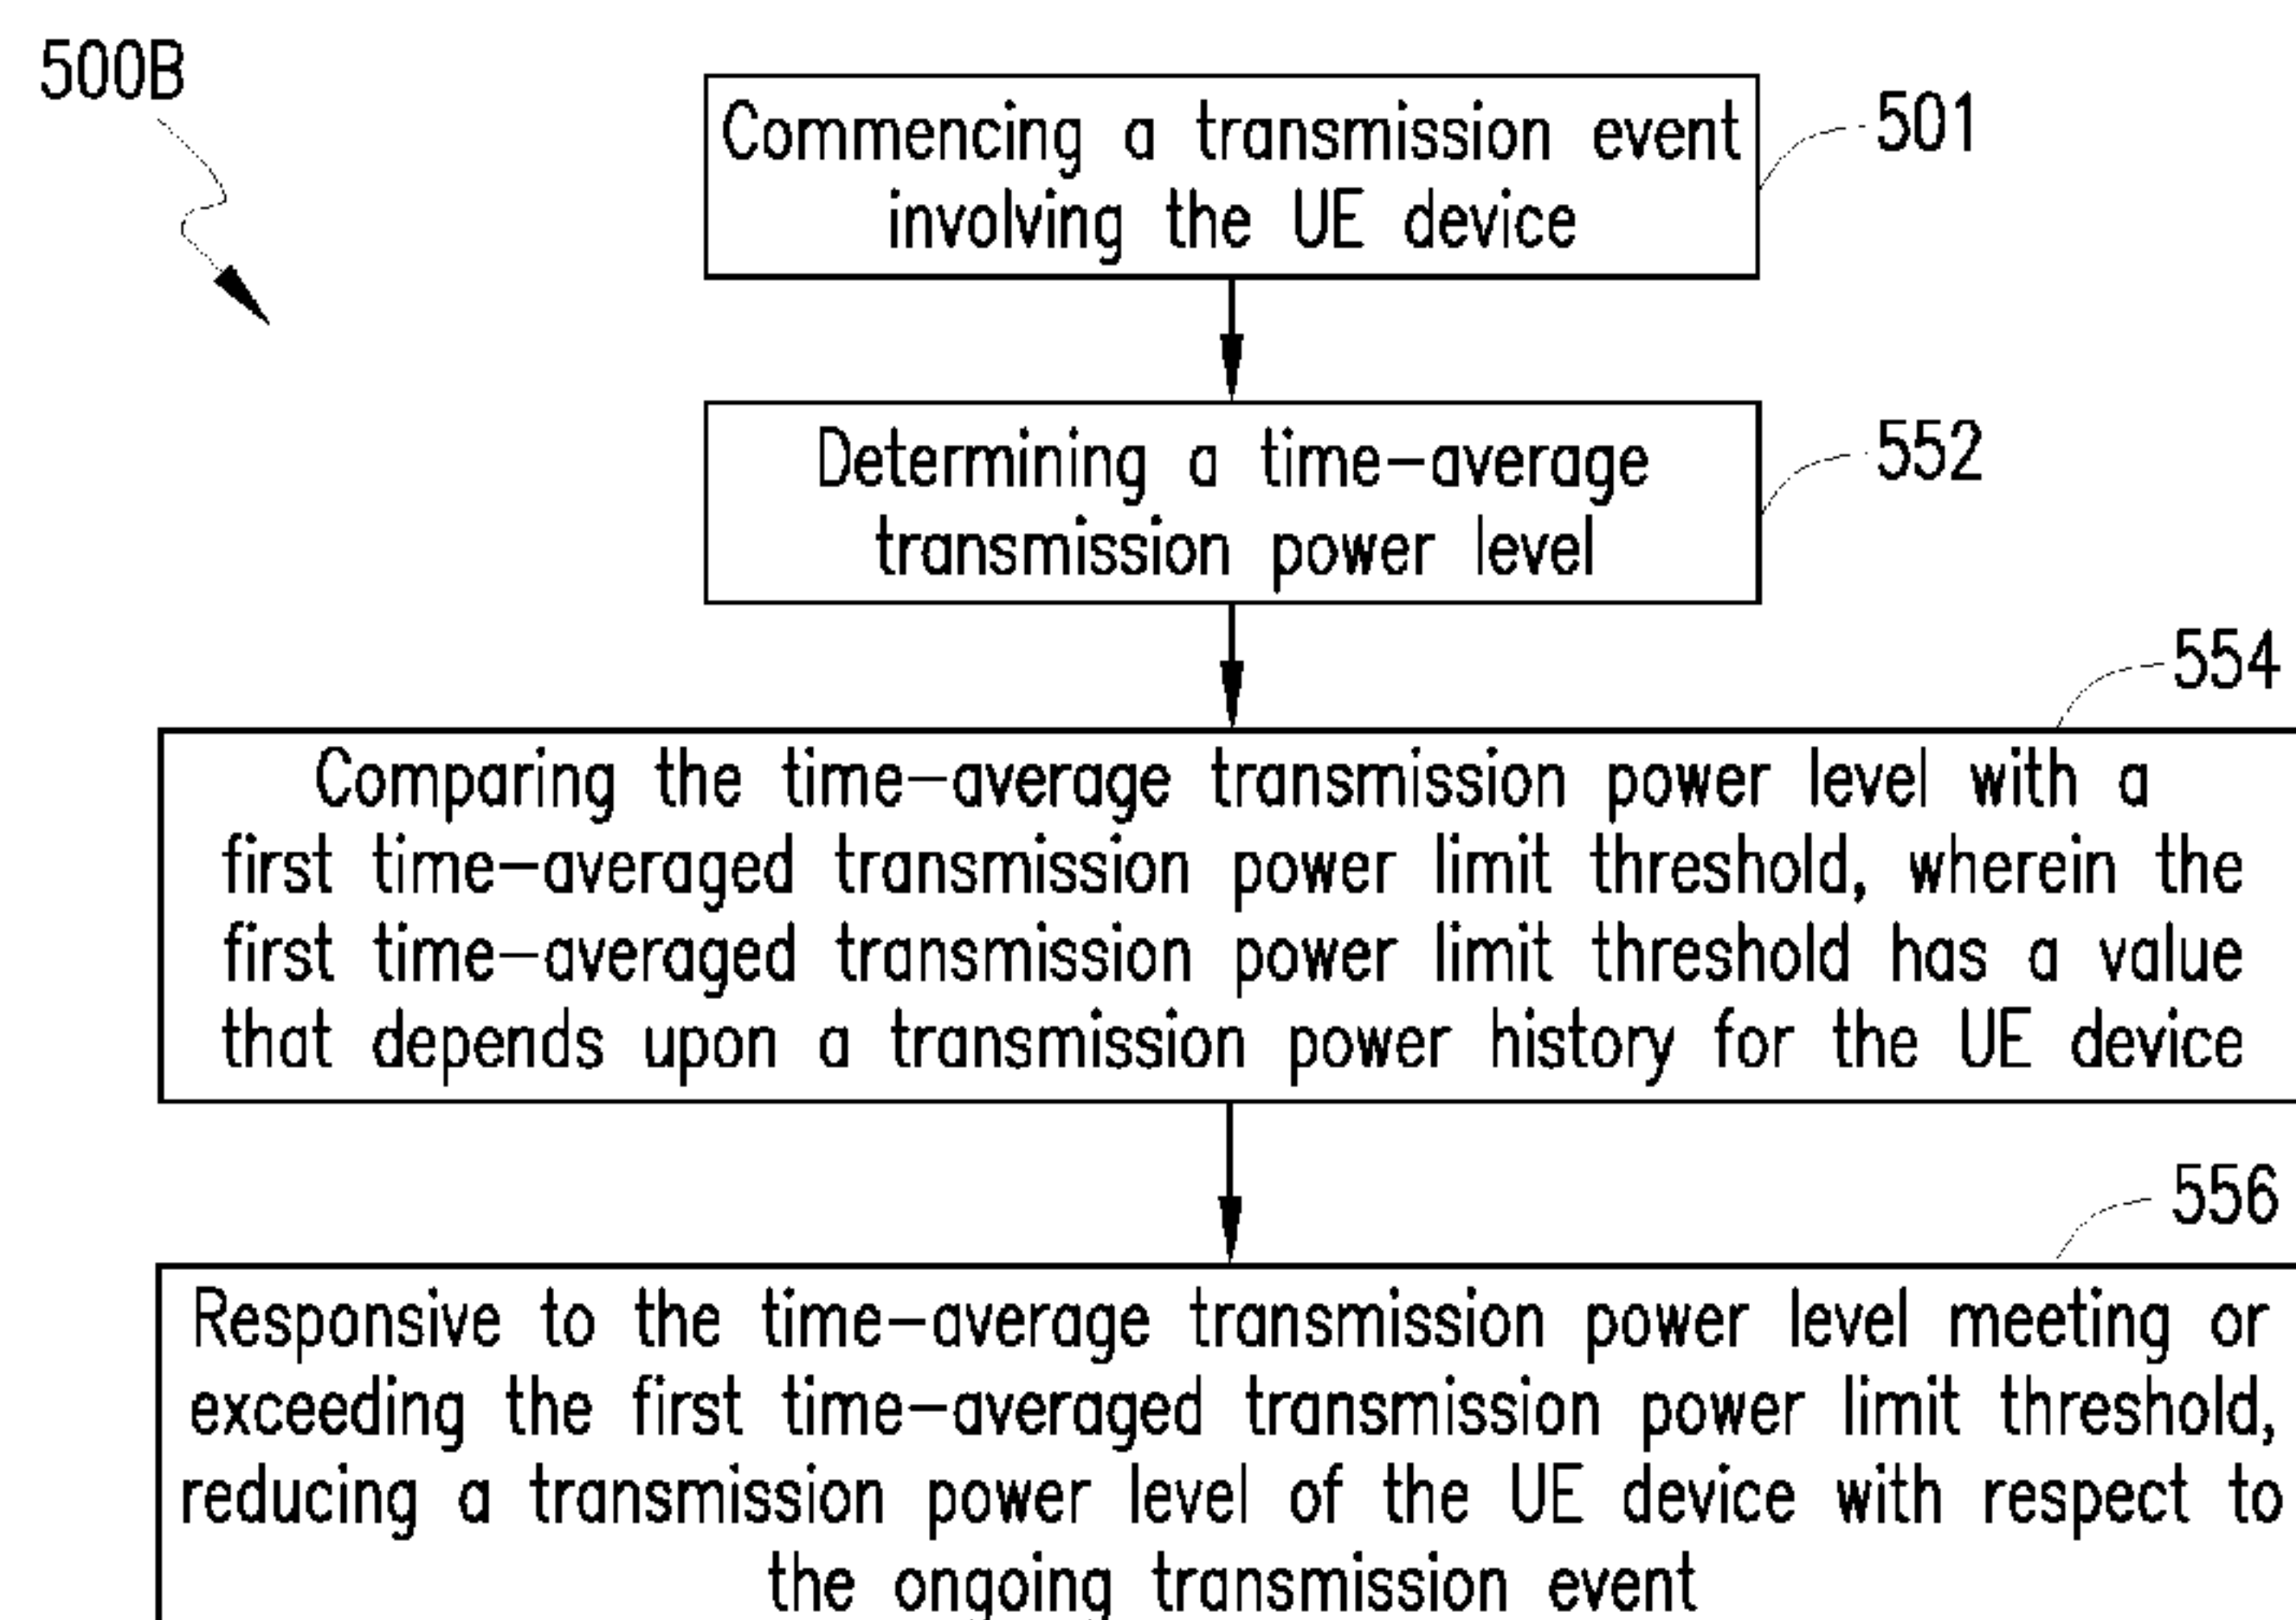 500B
Commencing a transmission event
involving the UE device
501
Determining a time-average
transmission power level
552
554
Comparing the time-average transmission power level with a
first time-averaged transmission power limit threshold, wherein the
first time-averaged transmission power limit threshold has a value
that depends upon a transmission power history for the UE device
556
Responsive to the time-average transmission power level meeting or
exceeding the first time-averaged transmission power limit threshold,
reducing a transmission power level of the UE device with respect to
the ongoing transmission event